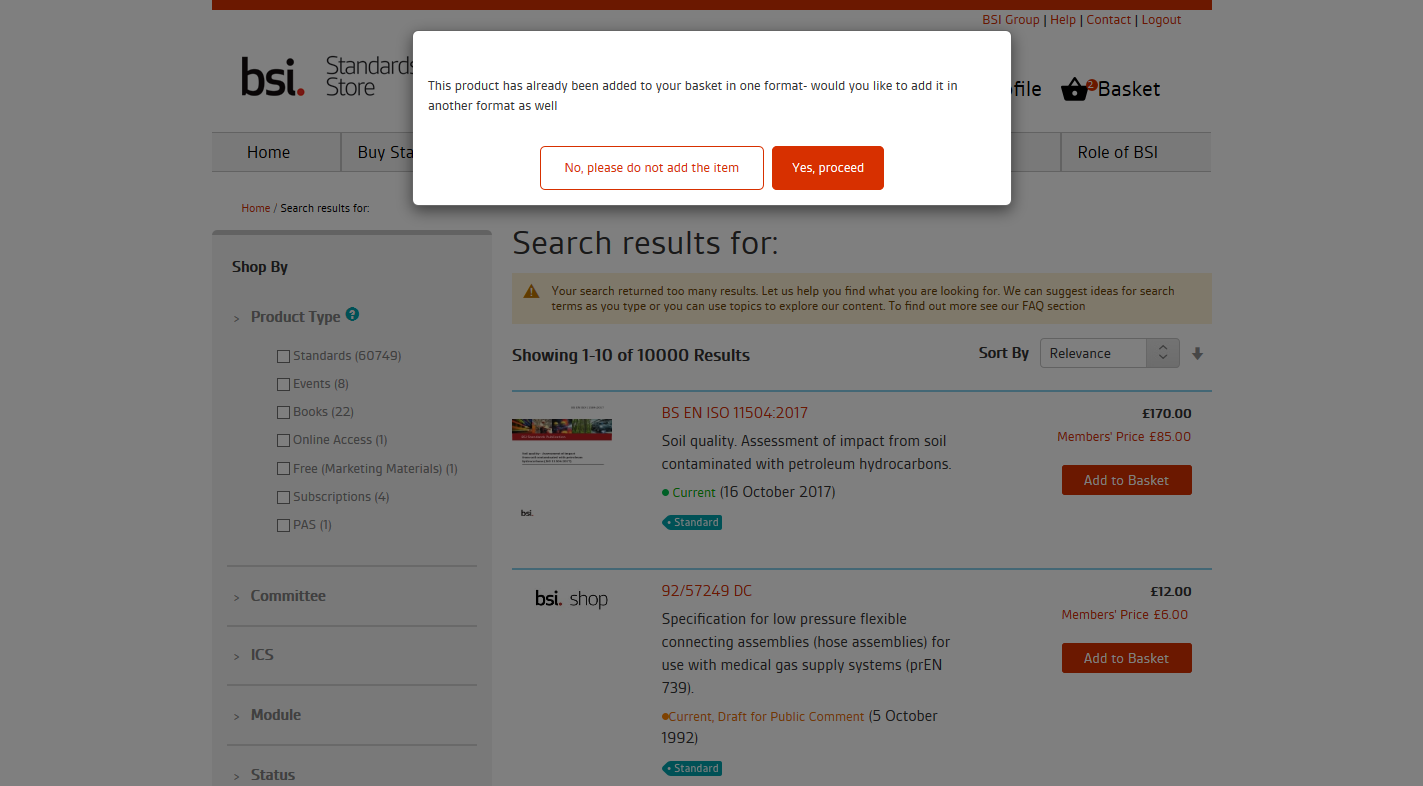 BSI Group | Help | Contact | Logout
bsi. Standards
Store
file 2 Basket
This product has already been added to your basket in one format- would you like to add it in
another format as well
No, please do not add the item
Yes, proceed
Home
Buy Sta
Role of BSI
Home / Search results for:
Shop By
Product Type ?
Standards (60749)
Events (8)
Books (22)
Online Access (1)
Free (Marketing Materials) (1)
Subscriptions (4)
PAS (1)
Committee
ICS
Module
Status
Search results for:
Your search returned too many results. Let us help you find what you are looking for. We can suggest ideas for search
terms as you type or you can use topics to explore our content. To find out more see our FAQ section
Showing 1-10 of 10000 Results
Sort By Relevance
bsi.
BS EN ISO 11504:2017
Soil quality. Assessment of impact from soil
contaminated with petroleum hydrocarbons.
Current (16 October 2017)
Standard
£170.00
Members' Price £85.00
Add to Basket
bsi. shop
92/57249 DC
Specification for low pressure flexible
connecting assemblies (hose assemblies) for
use with medical gas supply systems (prEN
739).
Current, Draft for Public Comment (5 October
1992)
Standard
£12.00
Members' Price £6.00
Add to Basket